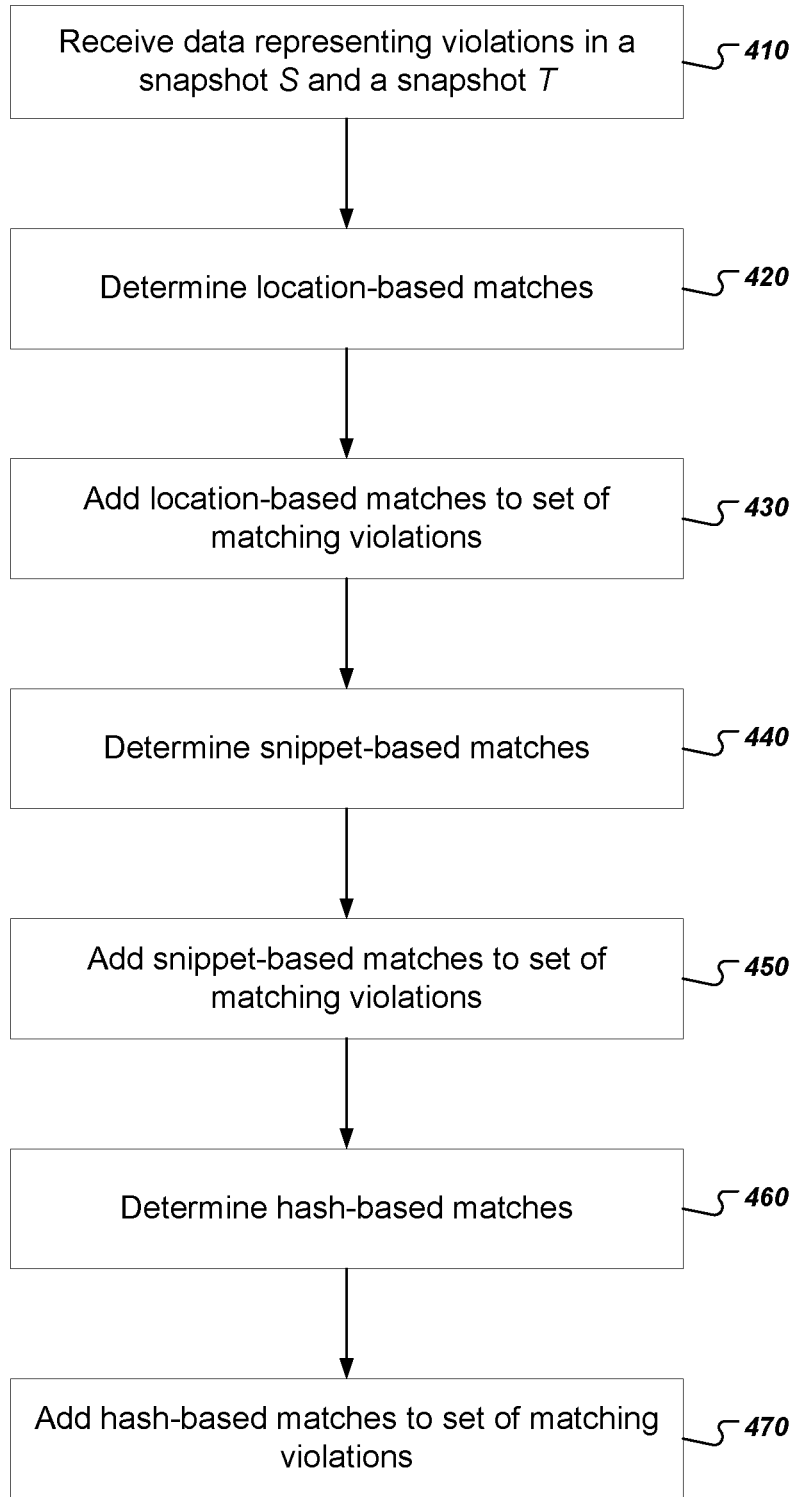 Receive data representing violations in a
snapshot S and a snapshot T
410
Determine location-based matches
420
Add location-based matches to set of
matching violations
430
Determine snippet-based matches
440
Add snippet-based matches to set of
matching violations
450
Determine hash-based matches
460
Add hash-based matches to set of matching
violations
470